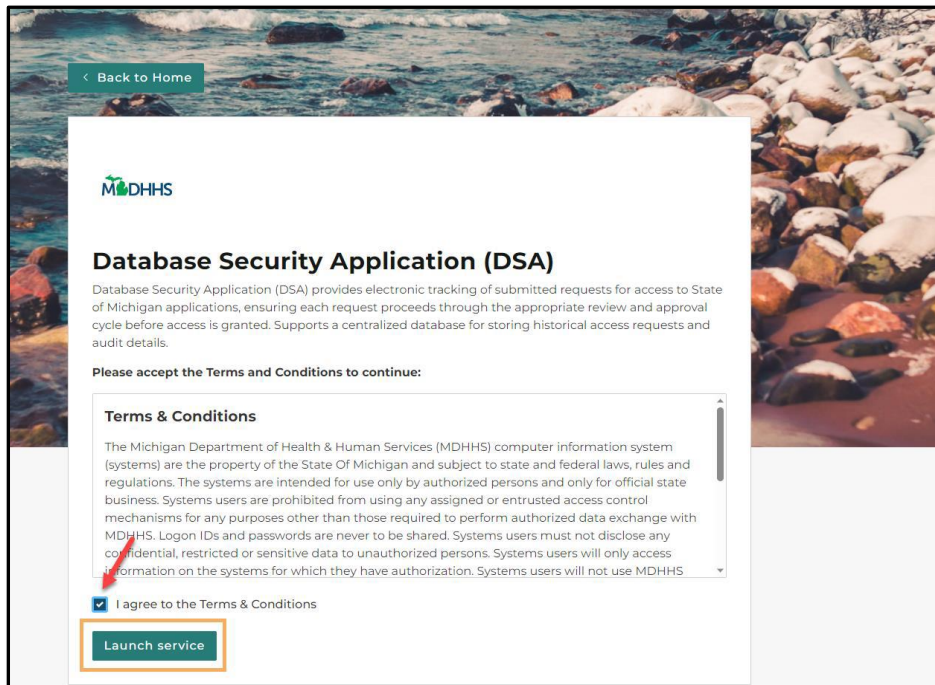 < Back to Home
MDHHS
Database Security Application (DSA)
Database Security Application (DSA) provides electronic tracking of submitted requests for access to State
of Michigan applications, ensuring each request proceeds through the appropriate review and approval
cycle before access is granted. Supports a centralized database for storing historical access requests and
audit details.
Please accept the Terms and Conditions to continue:
Terms & Conditions
The Michigan Department of Health & Human Services (MDHHS) computer information system
(systems) are the property of the State Of Michigan and subject to state and federal laws, rules and
regulations. The systems are intended for use only by authorized persons and only for official state
business. Systems users are prohibited from using any assigned or entrusted access control
mechanisms for any purposes other than those required to perform authorized data exchange with
MDHHS. Logon IDs and passwords are never to be shared. Systems users must not disclose any
confidential, restricted or sensitive data to unauthorized persons. Systems users will only access
information on the systems for which they have authorization. Systems users will not use MDHHS
I agree to the Terms & Conditions
Launch service